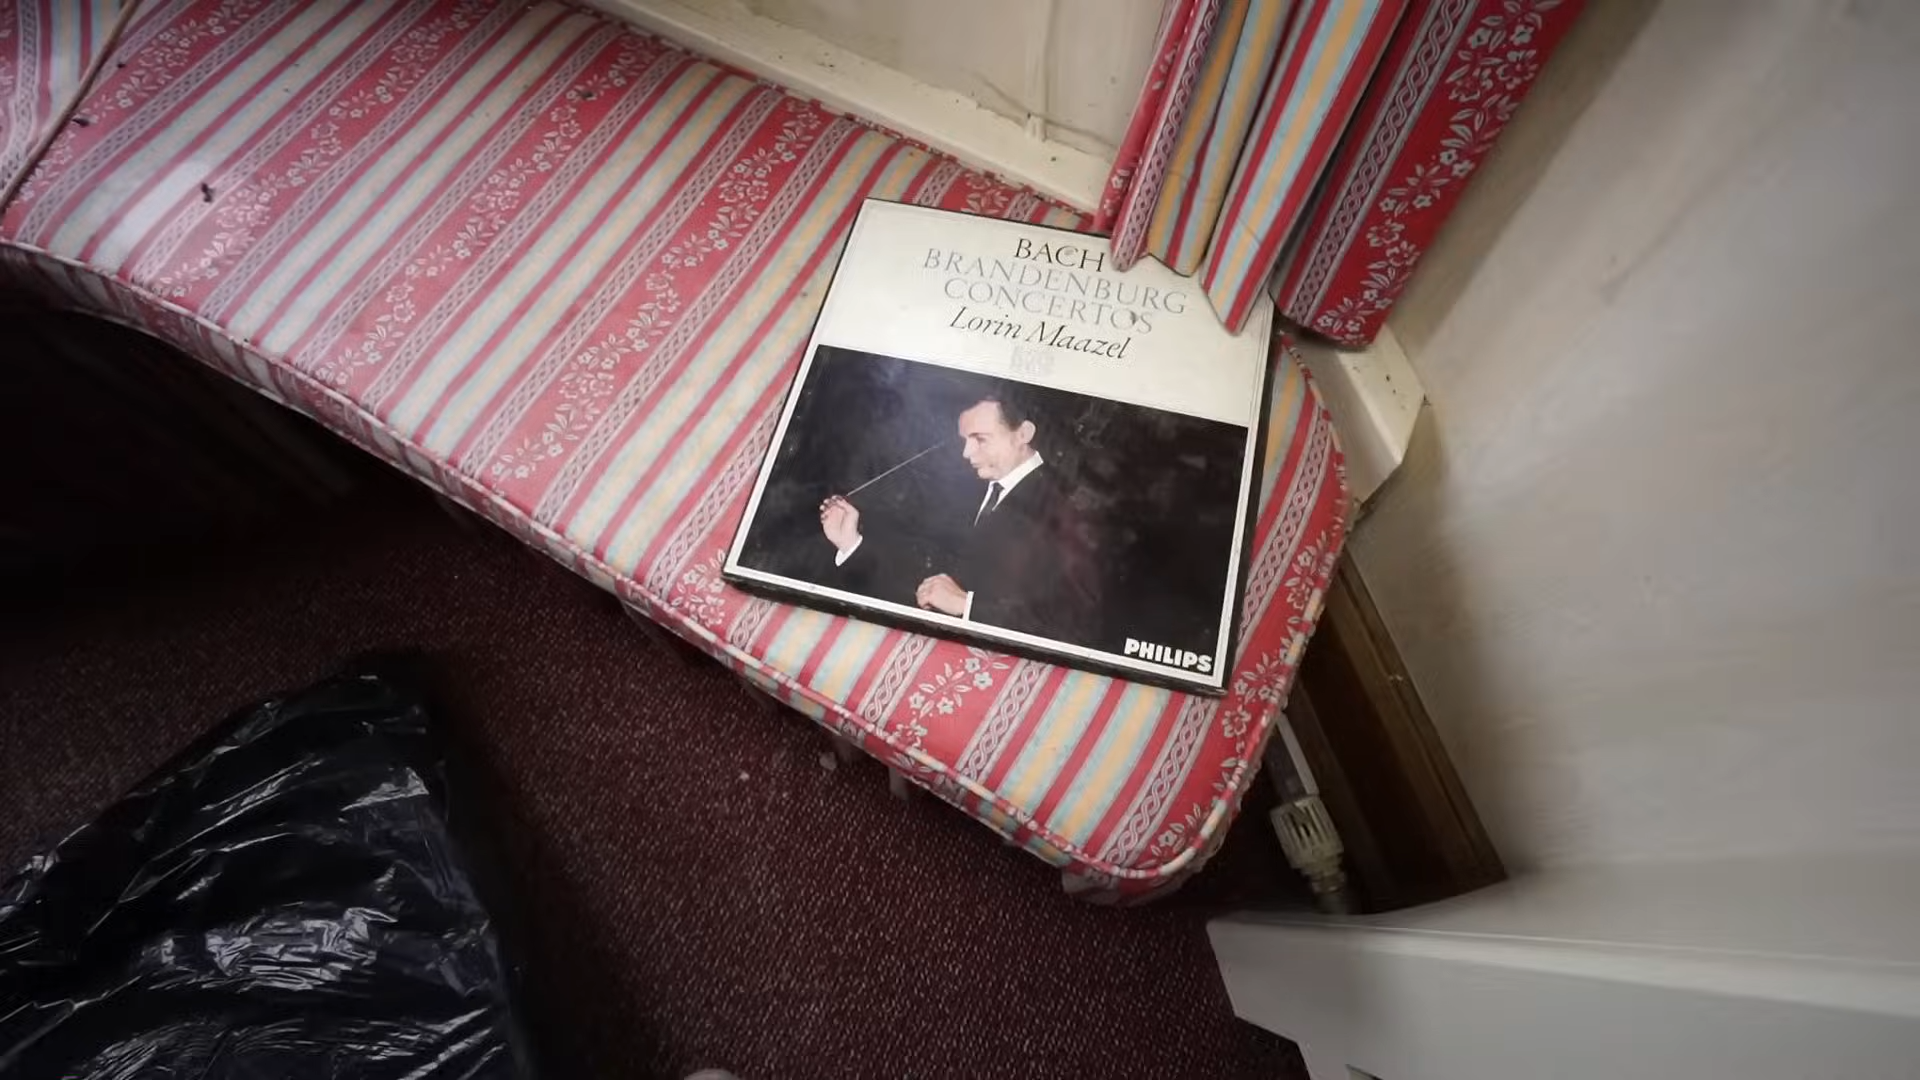 BACH
BRANDENBURG
CONCERTOS
Lorin Maazel
PHILIPS